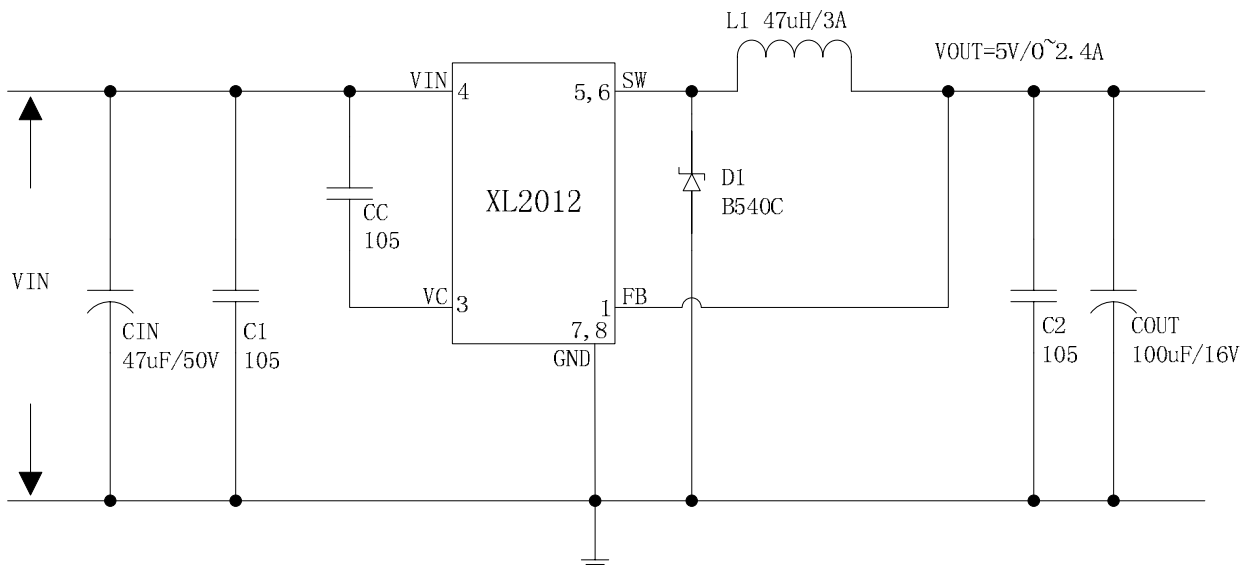 L1 47uH/3A
VOUT=5V/0~2.4A
VIN
4
5,6
SW
XL2012
D1
B540C
CC
105
VIN
VC
3
1
FB
7,8
GND
CIN
47uF/50V
C1
105
C2
105
COUT
100uF/16V